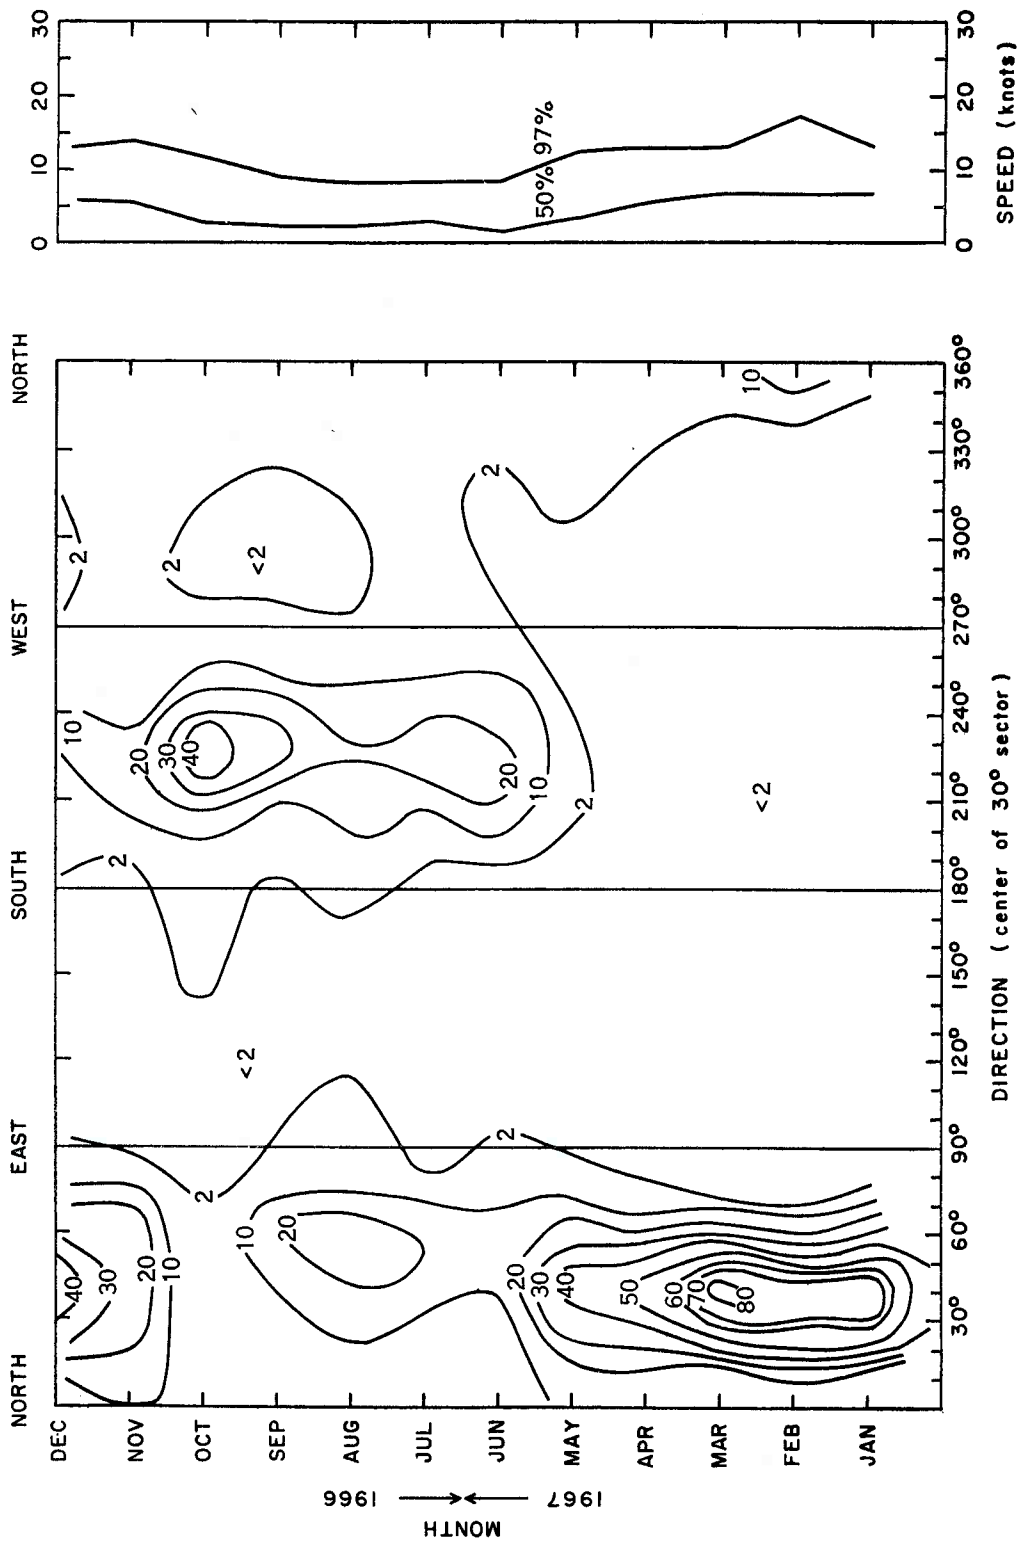 NORTH EAST SOUTH WEST NORTH
0 10 20 30
DEC
40 10 2
NOV
30 2
20 20
10 30
2 40 2
OCT
10 <2 <2
SEP
20
AUG
JUL
JUN
2 2
20 20
30 10 50% 97%
40 2
MAY
50
APR
60
70
MAR
80 <2 10
FEB
JAN
MONTH
1966
1967
30° 60° 90° 120° 150° 180° 210° 240° 270° 300° 330° 360°
0 10 20 30
DIRECTION (center of 30° sector)
SPEED (knots)